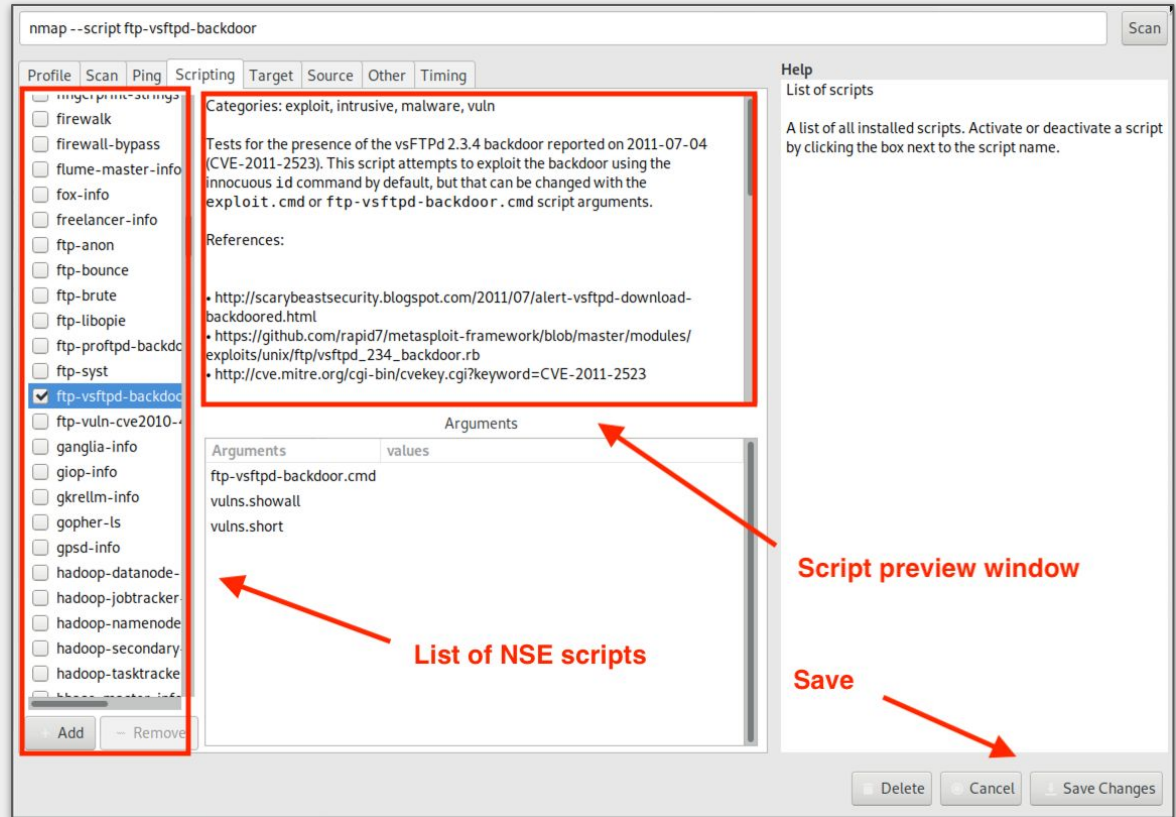 nmap --script ftp-vsftpd-backdoor
Scan
Profile Scan Ping Scripting Target Source Other Timing
fingerprint-strings
firewalk
firewall-bypass
flume-master-info
fox-info
freelancer-info
ftp-anon
ftp-bounce
ftp-brute
ftp-libopie
ftp-proftpd-backdo
ftp-syst
ftp-vsftpd-backdoo
ftp-vuln-cve2010-4
ganglia-info
giop-info
gkrellm-info
gopher-ls
gpsd-info
hadoop-datanode-
hadoop-jobtracker-
hadoop-namenode
hadoop-secondary-
hadoop-tasktracke
hbase-master-info
Add
Remove
Categories: exploit, intrusive, malware, vuln
Tests for the presence of the vsFTPd 2.3.4 backdoor reported on 2011-07-04
(CVE-2011-2523). This script attempts to exploit the backdoor using the
innocuous id command by default, but that can be changed with the
exploit.cmd or ftp-vsftpd-backdoor.cmd script arguments.
References:
• http://scarybeastsecurity.blogspot.com/2011/07/alert-vsftpd-download-
backdoored.html
• https://github.com/rapid7/metasploit-framework/blob/master/modules/
exploits/unix/ftp/vsftpd_234_backdoor.rb
• http://cve.mitre.org/cgi-bin/cvekey.cgi?keyword=CVE-2011-2523
Arguments
Arguments values
ftp-vsftpd-backdoor.cmd
vulns.showall
vulns.short
Help
List of scripts
A list of all installed scripts. Activate or deactivate a script
by clicking the box next to the script name.
Script preview window
List of NSE scripts
Save
Delete
Cancel
Save Changes